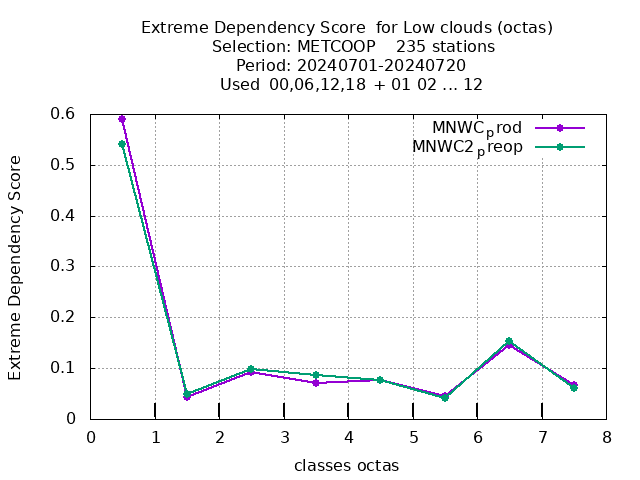 Extreme Dependency Score  for Low clouds (octas)
Selection: METCOOP    235 stations
Period: 20240701-20240720
Used  00,06,12,18  + 01 02 ... 12
MNWCprod
MNWC2preop
Extreme Dependency Score
0.6
0.5
0.4
0.3
0.2
0.1
0
0 1 2 3 4 5 6 7 8
classes octas